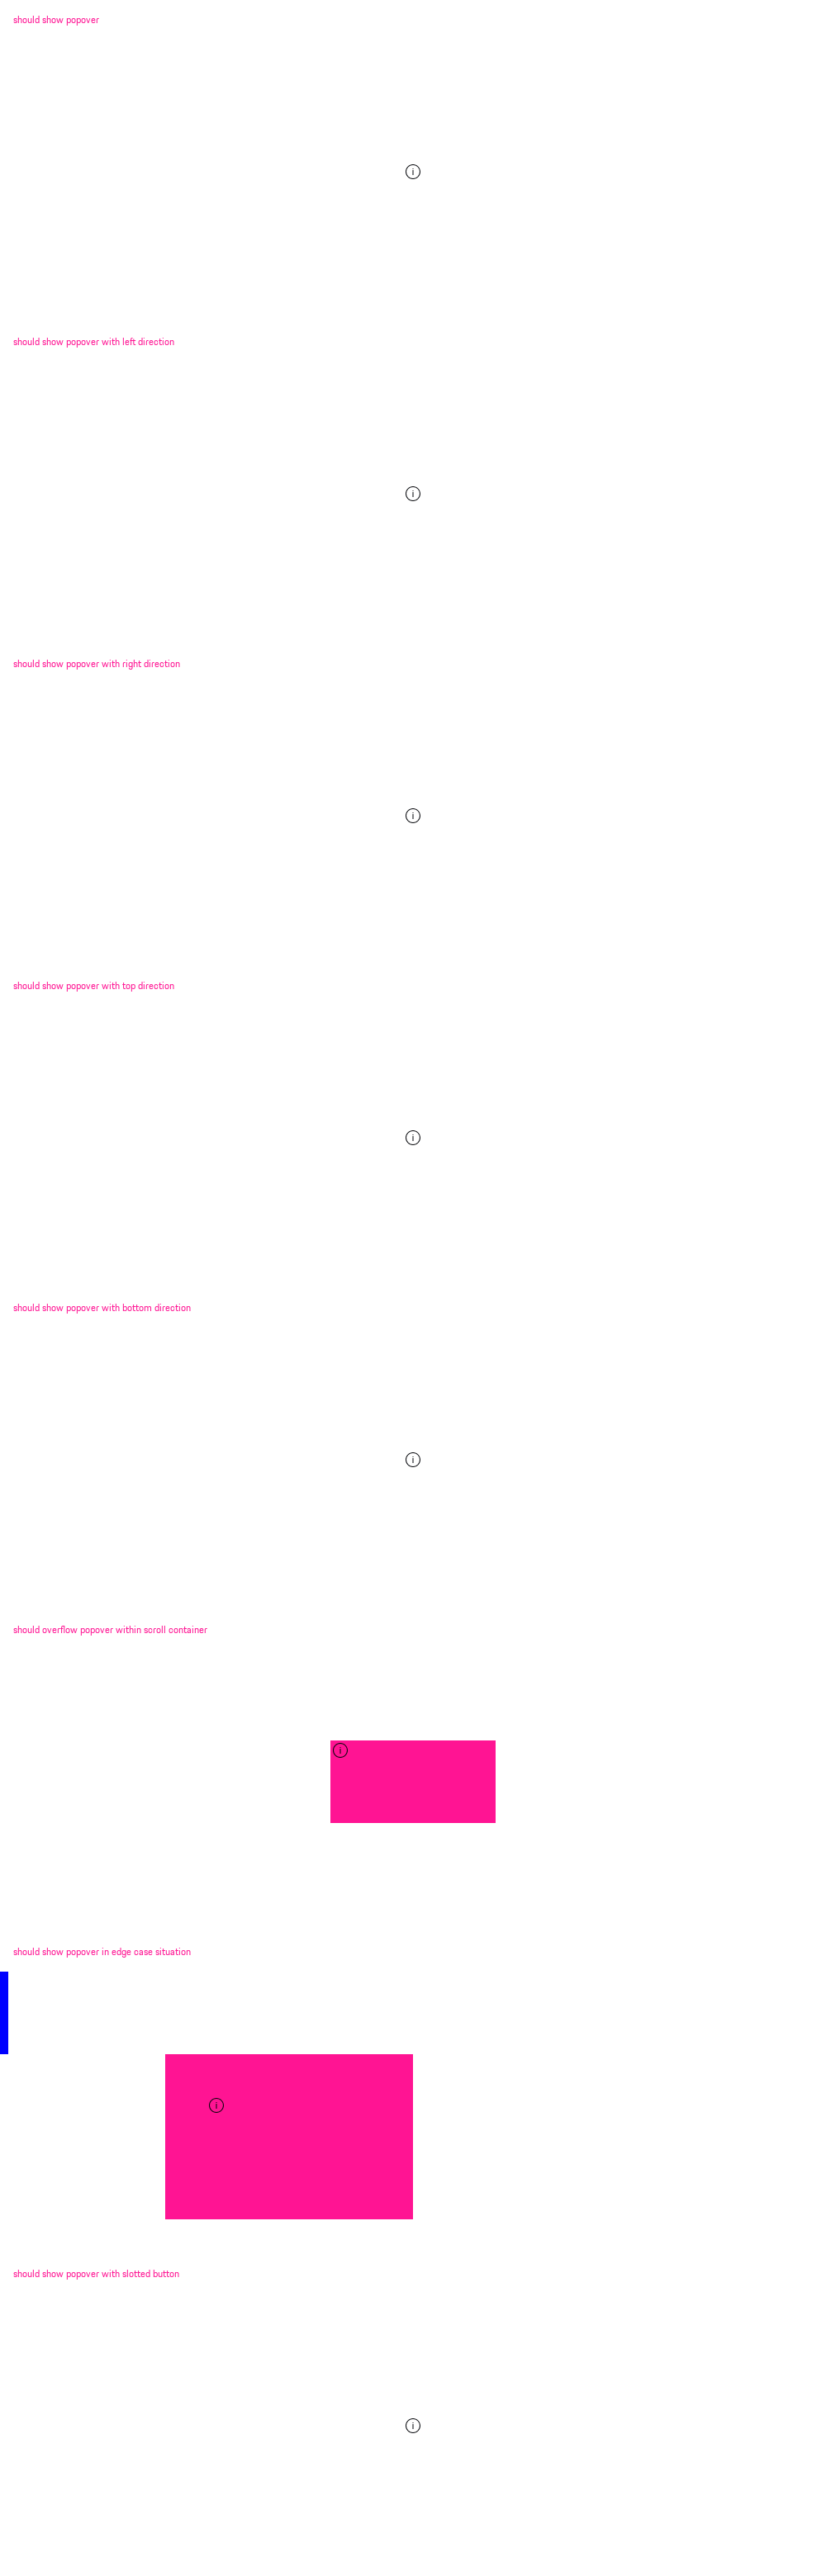 should show popover
i
should show popover with left direction
i
should show popover with right direction
i
should show popover with top direction
i
should show popover with bottom direction
i
should overflow popover within scroll container
i
should show popover in edge case situation
i
should show popover with slotted button
i